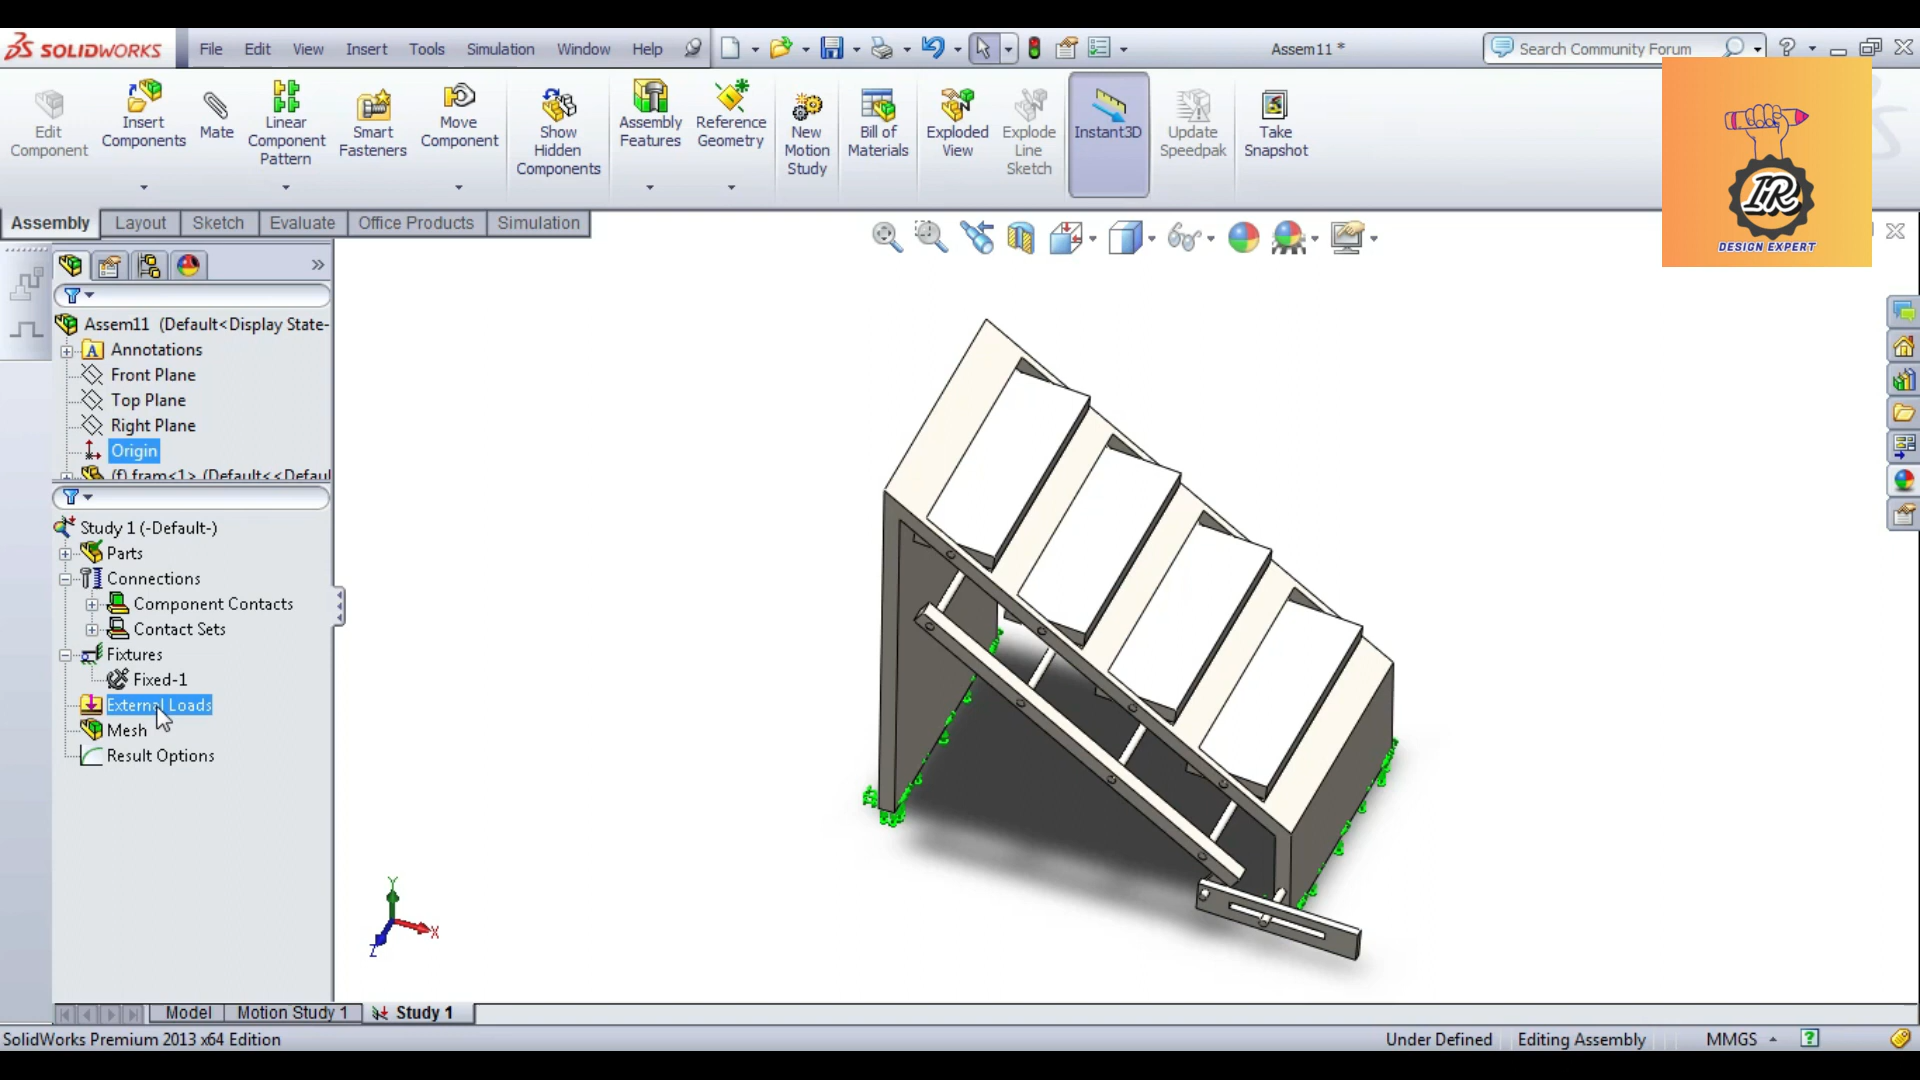 SOLIDWORKS File Edit View Insert Tools Simulation Window Help Assem11 * Search Community Forum
Edit Component
Insert Components
Mate
Linear Component Pattern
Smart Fasteners
Move Component
Show Hidden Components
Assembly Features
Reference Geometry
New Motion Study
Bill of Materials
Exploded View
Explode Line Sketch
Instant3D
Update Speedpak
Take Snapshot
IR
DESIGN EXPERT
Assembly Layout Sketch Evaluate Office Products Simulation
Assem11 (Default<Display State-
Annotations
Front Plane
Top Plane
Right Plane
Origin
(f) fram<1> (Default<<Defaul
Study 1 (-Default-)
Parts
Connections
Component Contacts
Contact Sets
Fixtures
Fixed-1
External Loads
Mesh
Result Options
Y
X
Z
Model Motion Study 1 Study 1
SolidWorks Premium 2013 x64 Edition Under Defined Editing Assembly MMGS